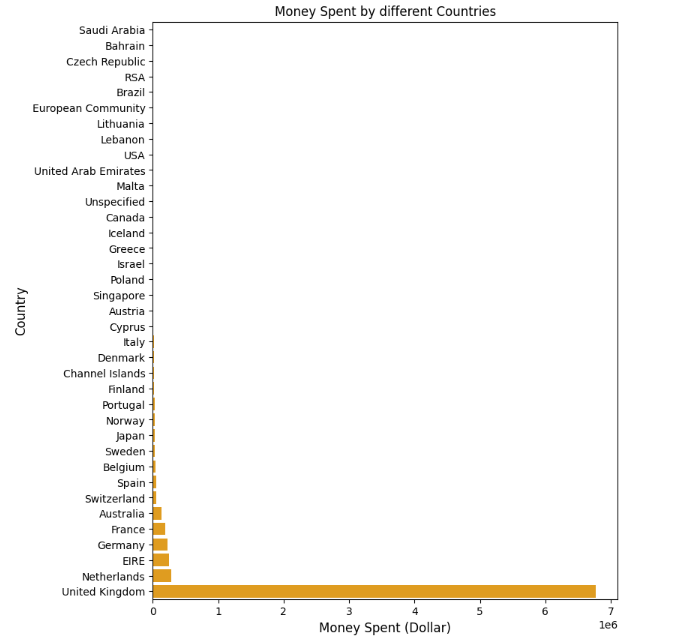 Money Spent by different Countries
Saudi Arabia
Bahrain
Czech Republic
RSA
Brazil
European Community
Lithuania
Lebanon
USA
United Arab Emirates
Malta
Unspecified
Canada
Iceland
Greece
Israel
Poland
Singapore
Austria
Cyprus
Italy
Denmark
Channel Islands
Finland
Portugal
Norway
Japan
Sweden
Belgium
Spain
Switzerland
Australia
France
Germany
EIRE
Netherlands
United Kingdom
Country
0 1 2 3 4 5 6 7
1e6
Money Spent (Dollar)